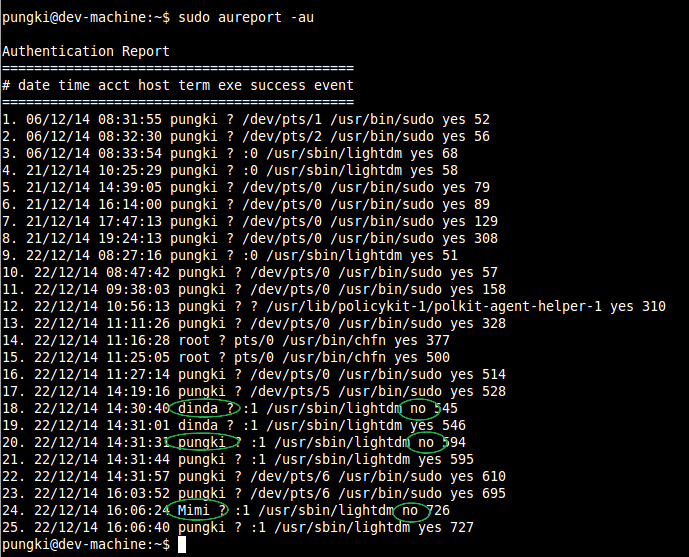 pungki@dev-machine:~$ sudo aureport -au
Authentication Report
============================================
# date time acct host term exe success event
============================================
1. 06/12/14 08:31:55 pungki ? /dev/pts/1 /usr/bin/sudo yes 52
2. 06/12/14 08:32:30 pungki ? /dev/pts/2 /usr/bin/sudo yes 56
3. 06/12/14 08:33:54 pungki ? :0 /usr/sbin/lightdm yes 68
4. 21/12/14 10:25:29 pungki ? :0 /usr/sbin/lightdm yes 58
5. 21/12/14 14:39:05 pungki ? /dev/pts/0 /usr/bin/sudo yes 79
6. 21/12/14 16:14:00 pungki ? /dev/pts/0 /usr/bin/sudo yes 89
7. 21/12/14 17:47:13 pungki ? /dev/pts/0 /usr/bin/sudo yes 129
8. 21/12/14 19:24:13 pungki ? /dev/pts/0 /usr/bin/sudo yes 308
9. 22/12/14 08:27:16 pungki ? :0 /usr/sbin/lightdm yes 51
10. 22/12/14 08:47:42 pungki ? /dev/pts/0 /usr/bin/sudo yes 57
11. 22/12/14 09:38:03 pungki ? /dev/pts/0 /usr/bin/sudo yes 158
12. 22/12/14 10:56:13 pungki ? ? /usr/lib/policykit-1/polkit-agent-helper-1 yes 310
13. 22/12/14 11:11:26 pungki ? /dev/pts/0 /usr/bin/sudo yes 328
14. 22/12/14 11:16:28 root ? pts/0 /usr/bin/chfn yes 377
15. 22/12/14 11:25:05 root ? pts/0 /usr/bin/chfn yes 500
16. 22/12/14 11:27:14 pungki ? /dev/pts/0 /usr/bin/sudo yes 514
17. 22/12/14 14:19:16 pungki ? /dev/pts/5 /usr/bin/sudo yes 528
18. 22/12/14 14:30:40 dinda ? :1 /usr/sbin/lightdm no 545
19. 22/12/14 14:31:01 dinda ? :1 /usr/sbin/lightdm yes 546
20. 22/12/14 14:31:31 pungki ? :1 /usr/sbin/lightdm no 594
21. 22/12/14 14:31:44 pungki ? :1 /usr/sbin/lightdm yes 595
22. 22/12/14 14:31:57 pungki ? /dev/pts/6 /usr/bin/sudo yes 610
23. 22/12/14 16:03:52 pungki ? /dev/pts/6 /usr/bin/sudo yes 695
24. 22/12/14 16:06:24 Mimi ? :1 /usr/sbin/lightdm no 726
25. 22/12/14 16:06:40 pungki ? :1 /usr/sbin/lightdm yes 727
pungki@dev-machine:~$